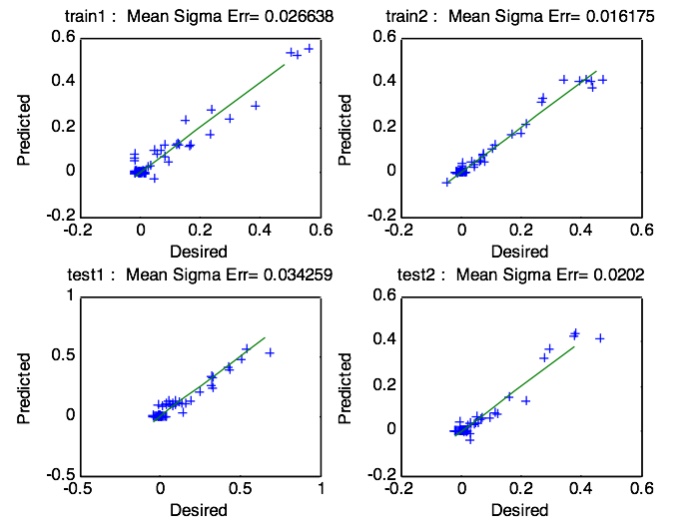 train1 : Mean Sigma Err= 0.026638
0.6
0.4
0.2
0
-0.2
Predicted
-0.2 0 0.2 0.4 0.6
Desired
train2 : Mean Sigma Err= 0.016175
0.6
0.4
0.2
0
-0.2
Predicted
-0.2 0 0.2 0.4 0.6
Desired
test1 : Mean Sigma Err= 0.034259
1
0.5
0
-0.5
Predicted
-0.5 0 0.5 1
Desired
test2 : Mean Sigma Err= 0.0202
0.6
0.4
0.2
0
-0.2
Predicted
-0.2 0 0.2 0.4 0.6
Desired